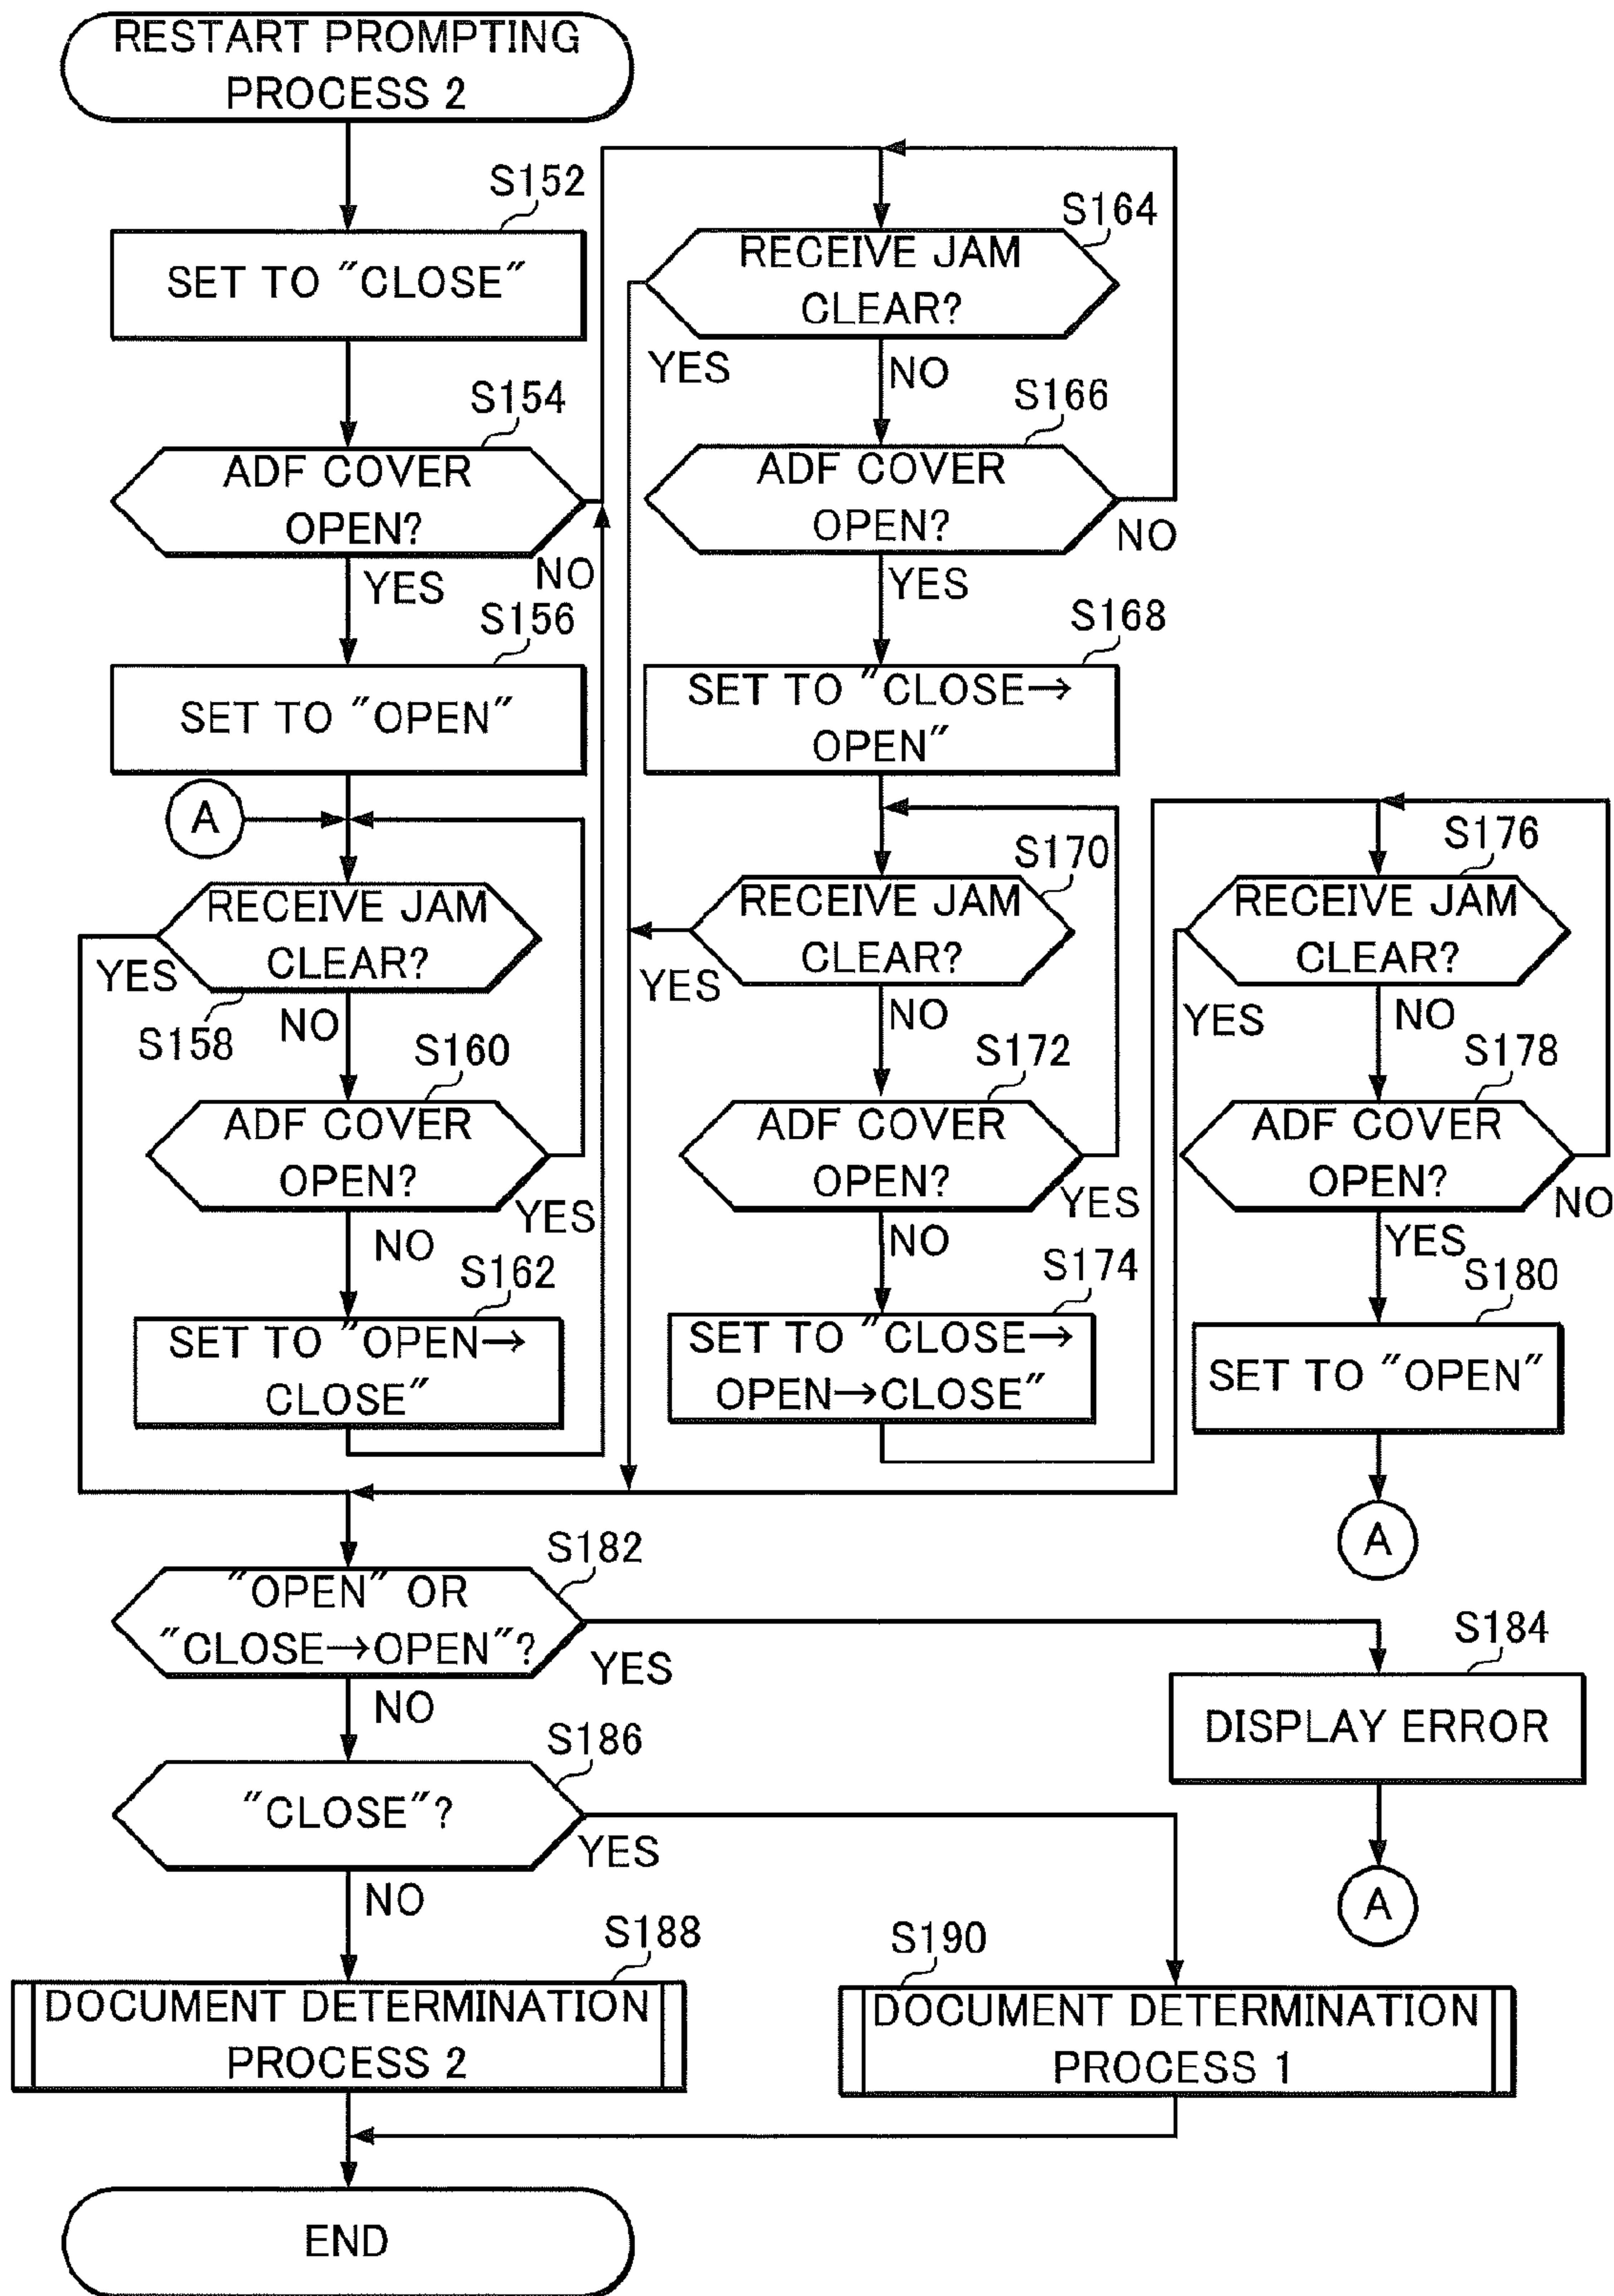 RESTART PROMPTING
PROCESS 2
S152
SET TO "CLOSE"
S154
ADF COVER
OPEN?
YES
NO
S156
SET TO "OPEN"
A
RECEIVE JAM
CLEAR?
YES
S158
NO
S160
ADF COVER
OPEN?
YES
NO
S162
SET TO "OPEN→
CLOSE"
S164
RECEIVE JAM
CLEAR?
YES
NO
S166
ADF COVER
OPEN?
NO
YES
S168
SET TO "CLOSE→
OPEN"
S170
RECEIVE JAM
CLEAR?
YES
NO
S172
ADF COVER
OPEN?
YES
NO
S174
SET TO "CLOSE→
OPEN→CLOSE"
S176
RECEIVE JAM
CLEAR?
YES
NO
S178
ADF COVER
OPEN?
NO
YES
S180
SET TO "OPEN"
A
S182
"OPEN" OR
"CLOSE→OPEN"?
YES
NO
S184
DISPLAY ERROR
A
S186
"CLOSE"?
YES
NO
S188
DOCUMENT DETERMINATION
PROCESS 2
S190
DOCUMENT DETERMINATION
PROCESS 1
END